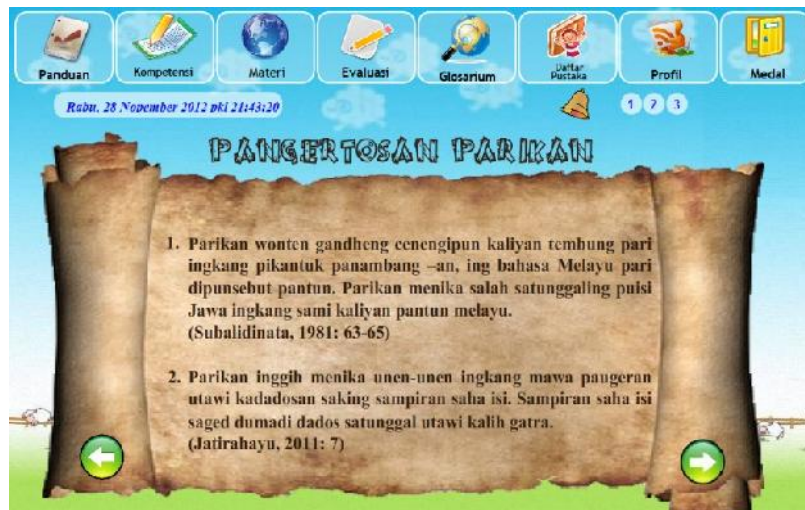 Panduan
Kompetensi
Materi
Evaluasi
Glosarium
Daftar
Pustaka
Profil
Medal
Rabu, 28 Nopember 2012 pkl 21:43:20
1 2 3
PANGERTOSAN PARIKAN
1. Parikan wonten gandheng cenengipun kaliyan tembung pari
ingkang pikantuk panambang –an, ing bahasa Melayu pari
dipunsebut pantun. Parikan menika salah satunggaling puisi
Jawa ingkang sami kaliyan pantun melayu.
(Subalidinata, 1981: 63-65)
2. Parikan inggih menika unen-unen ingkang mawa paugeran
utawi kadadosan saking sampiran saha isi. Sampiran saha isi
saged dumadi dados satunggal utawi kalih gatra.
(Jatirahayu, 2011: 7)